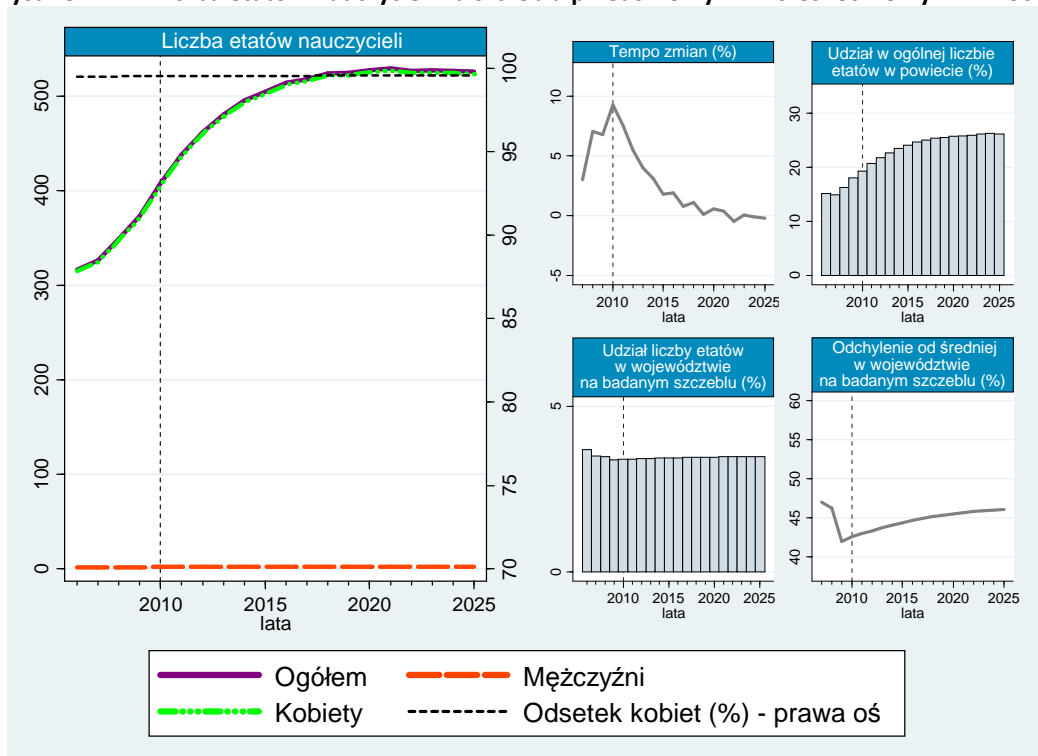 Liczba etatów nauczycieli
0 100 200 300 400 500
70 75 80 85 90 95 100
2010 2015 2020 2025
lata
Tempo zmian (%)
-5 0 5 10
2010 2015 2020 2025
lata
Udział w ogólnej liczbie
etatów w powiecie (%)
0 10 20 30
2010 2015 2020 2025
lata
Udział liczby etatów
w województwie
na badanym szczeblu (%)
0 5
2010 2015 2020 2025
lata
Odchylenie od średniej
w województwie
na badanym szczeblu (%)
40 45 50 55 60
2010 2015 2020 2025
lata
Ogółem
Mężczyźni
Kobiety
Odsetek kobiet (%) - prawa oś